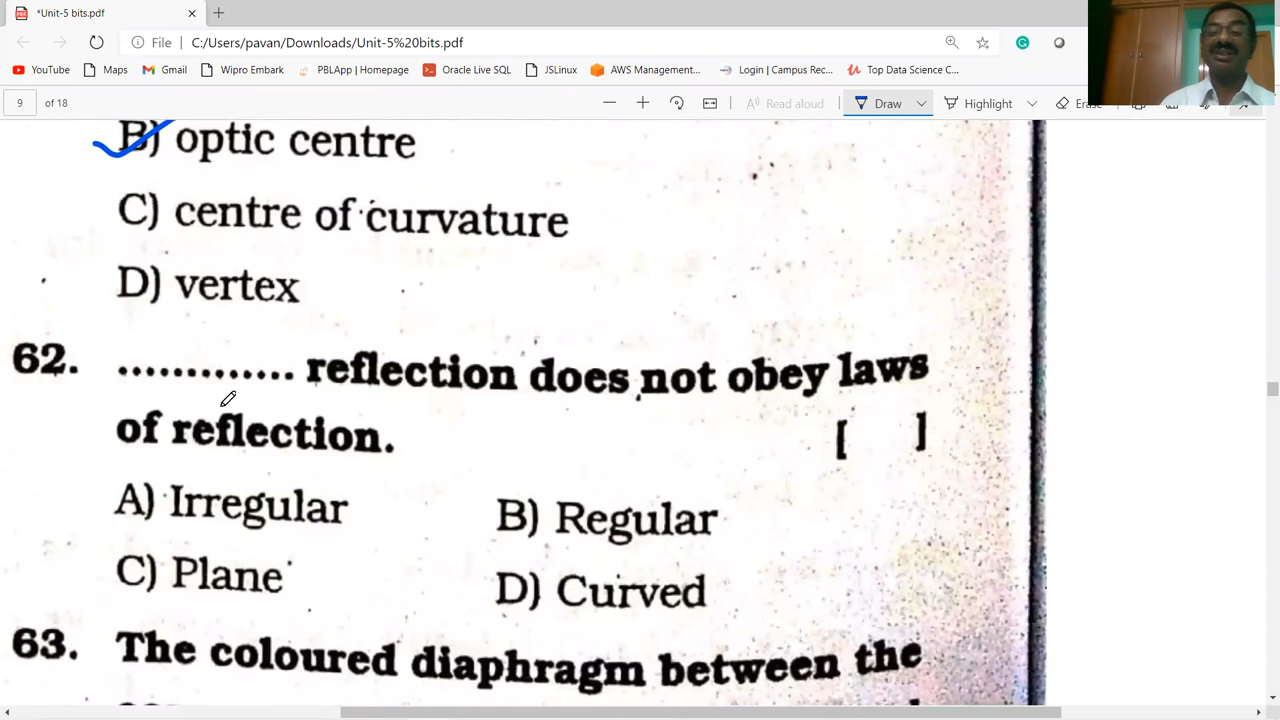 *Unit-5 bits.pdf
File
C:/Users/pavan/Downloads/Unit-5%20bits.pdf
YouTube Maps Gmail Wipro Embark PBLApp | Homepage Oracle Live SQL JSLinux AWS Management... Login | Campus Rec... Top Data Science C...
9 of 18 Read aloud Draw Highlight Erase
B) optic centre
C) centre of curvature
D) vertex
62. ............. reflection does not obey laws
of reflection. [ ]
A) Irregular B) Regular
C) Plane D) Curved
63. The coloured diaphragm between the